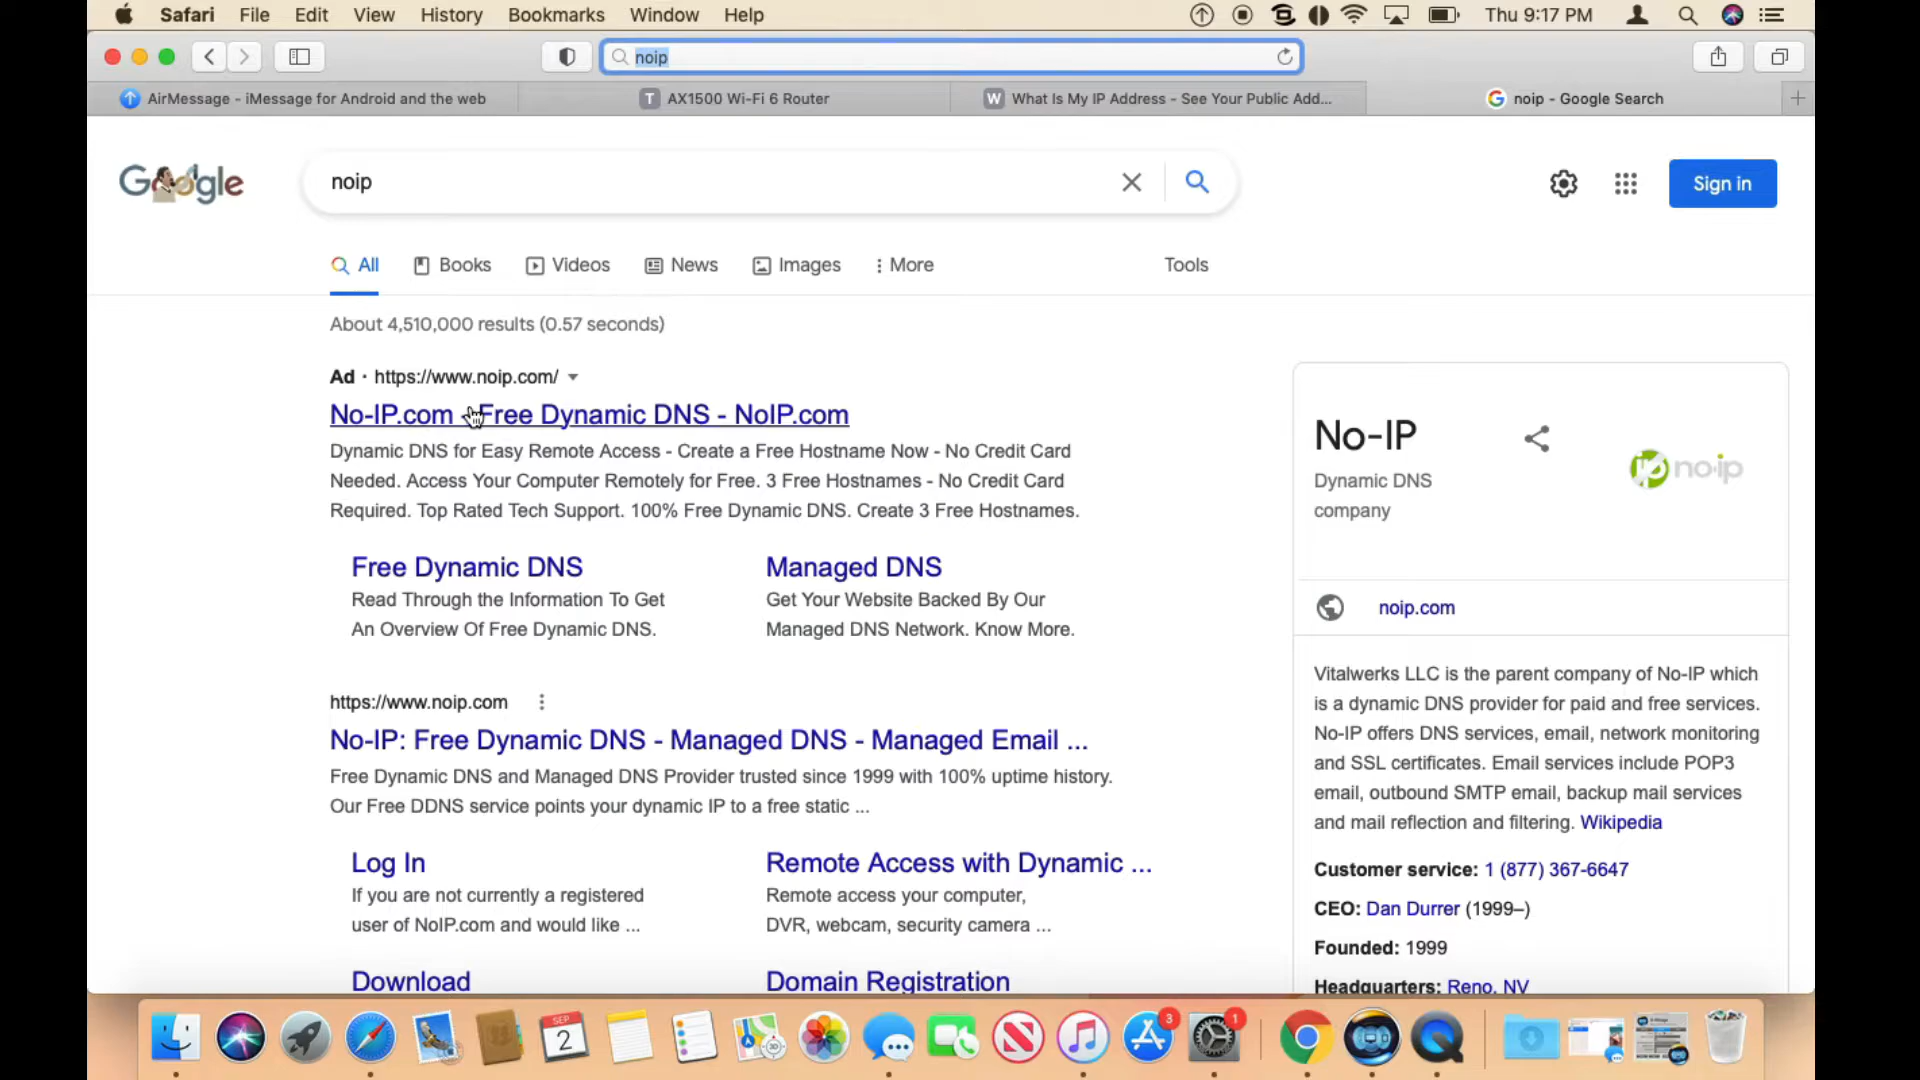 Safari File Edit View History Bookmarks Window Help Thu 9:17 PM
noip
AirMessage - iMessage for Android and the web
T AX1500 Wi-Fi 6 Router
W What Is My IP Address - See Your Public Add...
noip - Google Search
Google
noip
Sign in
All Books Videos News Images More Tools
About 4,510,000 results (0.57 seconds)
Ad · https://www.noip.com/
No-IP.com - Free Dynamic DNS - NoIP.com
Dynamic DNS for Easy Remote Access - Create a Free Hostname Now - No Credit Card
Needed. Access Your Computer Remotely for Free. 3 Free Hostnames - No Credit Card
Required. Top Rated Tech Support. 100% Free Dynamic DNS. Create 3 Free Hostnames.
Free Dynamic DNS
Read Through the Information To Get
An Overview Of Free Dynamic DNS.
Managed DNS
Get Your Website Backed By Our
Managed DNS Network. Know More.
https://www.noip.com
No-IP: Free Dynamic DNS - Managed DNS - Managed Email ...
Free Dynamic DNS and Managed DNS Provider trusted since 1999 with 100% uptime history.
Our Free DDNS service points your dynamic IP to a free static ...
Log In
If you are not currently a registered
user of NoIP.com and would like ...
Remote Access with Dynamic ...
Remote access your computer,
DVR, webcam, security camera ...
Download
Domain Registration
No-IP
Dynamic DNS
company
no-ip
noip.com
Vitalwerks LLC is the parent company of No-IP which
is a dynamic DNS provider for paid and free services.
No-IP offers DNS services, email, network monitoring
and SSL certificates. Email services include POP3
email, outbound SMTP email, backup mail services
and mail reflection and filtering. Wikipedia
Customer service: 1 (877) 367-6647
CEO: Dan Durrer (1999–)
Founded: 1999
Headquarters: Reno, NV
SEP
2
3
1